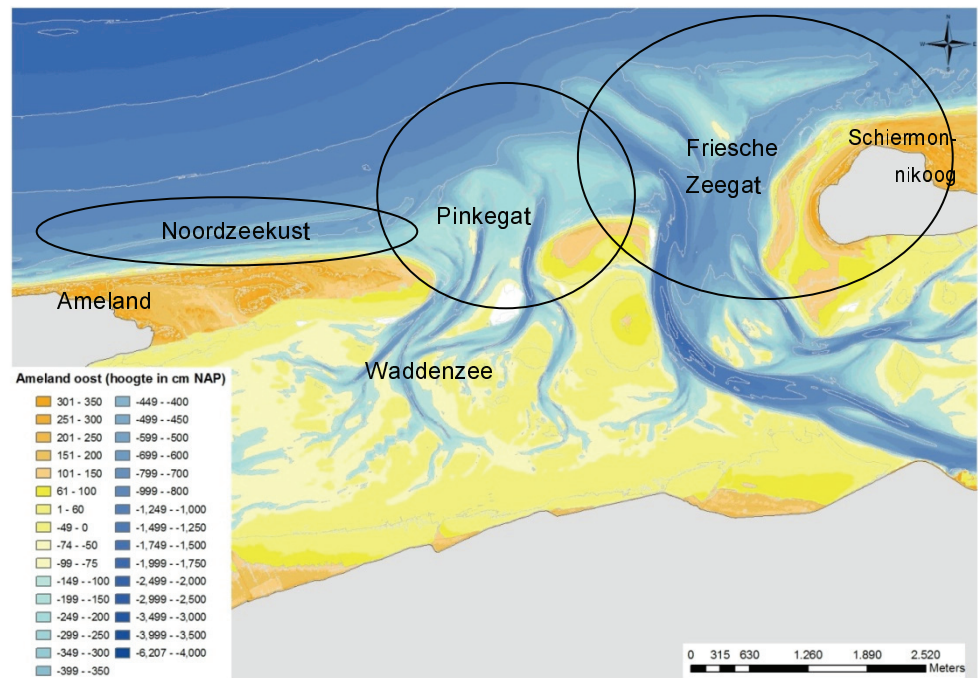 N
W
E
S
Friesche
Zeegat
Schiermon-
nikoog
Pinkegat
Noordzeekust
Ameland
Waddenzee
Ameland oost (hoogte in cm NAP)
301 - 350
251 - 300
201 - 250
151 - 200
101 - 150
61 - 100
1 - 60
-49 - 0
-74 - -50
-99 - -75
-149 - -100
-199 - -150
-249 - -200
-299 - -250
-349 - -300
-399 - -350
-449 - -400
-499 - -450
-599 - -500
-699 - -600
-799 - -700
-999 - -800
-1,249 - -1,000
-1,499 - -1,250
-1,749 - -1,500
-1,999 - -1,750
-2,499 - -2,000
-2,999 - -2,500
-3,499 - -3,000
-3,999 - -3,500
-6,207 - -4,000
0 315 630 1.260 1.890 2.520
Meters